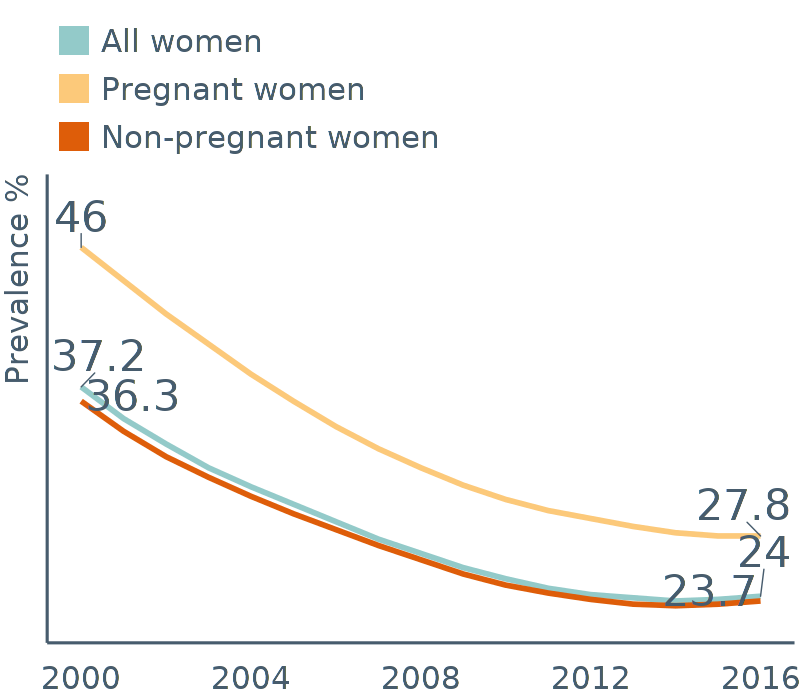 All women
Pregnant women
Non-pregnant women
Prevalence %
46
37.2
36.3
27.8
24
23.7
2000 2004 2008 2012 2016